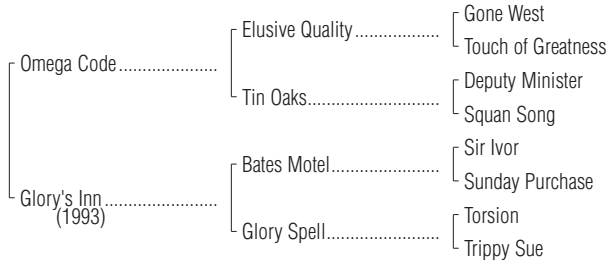 Gone West
Elusive Quality..................
Touch of Greatness
Omega Code.....................
Deputy Minister
Tin Oaks............................
Squan Song
Sir Ivor
Bates Motel.......................
Sunday Purchase
Glory's Inn........................
(1993)
Torsion
Glory Spell........................
Trippy Sue